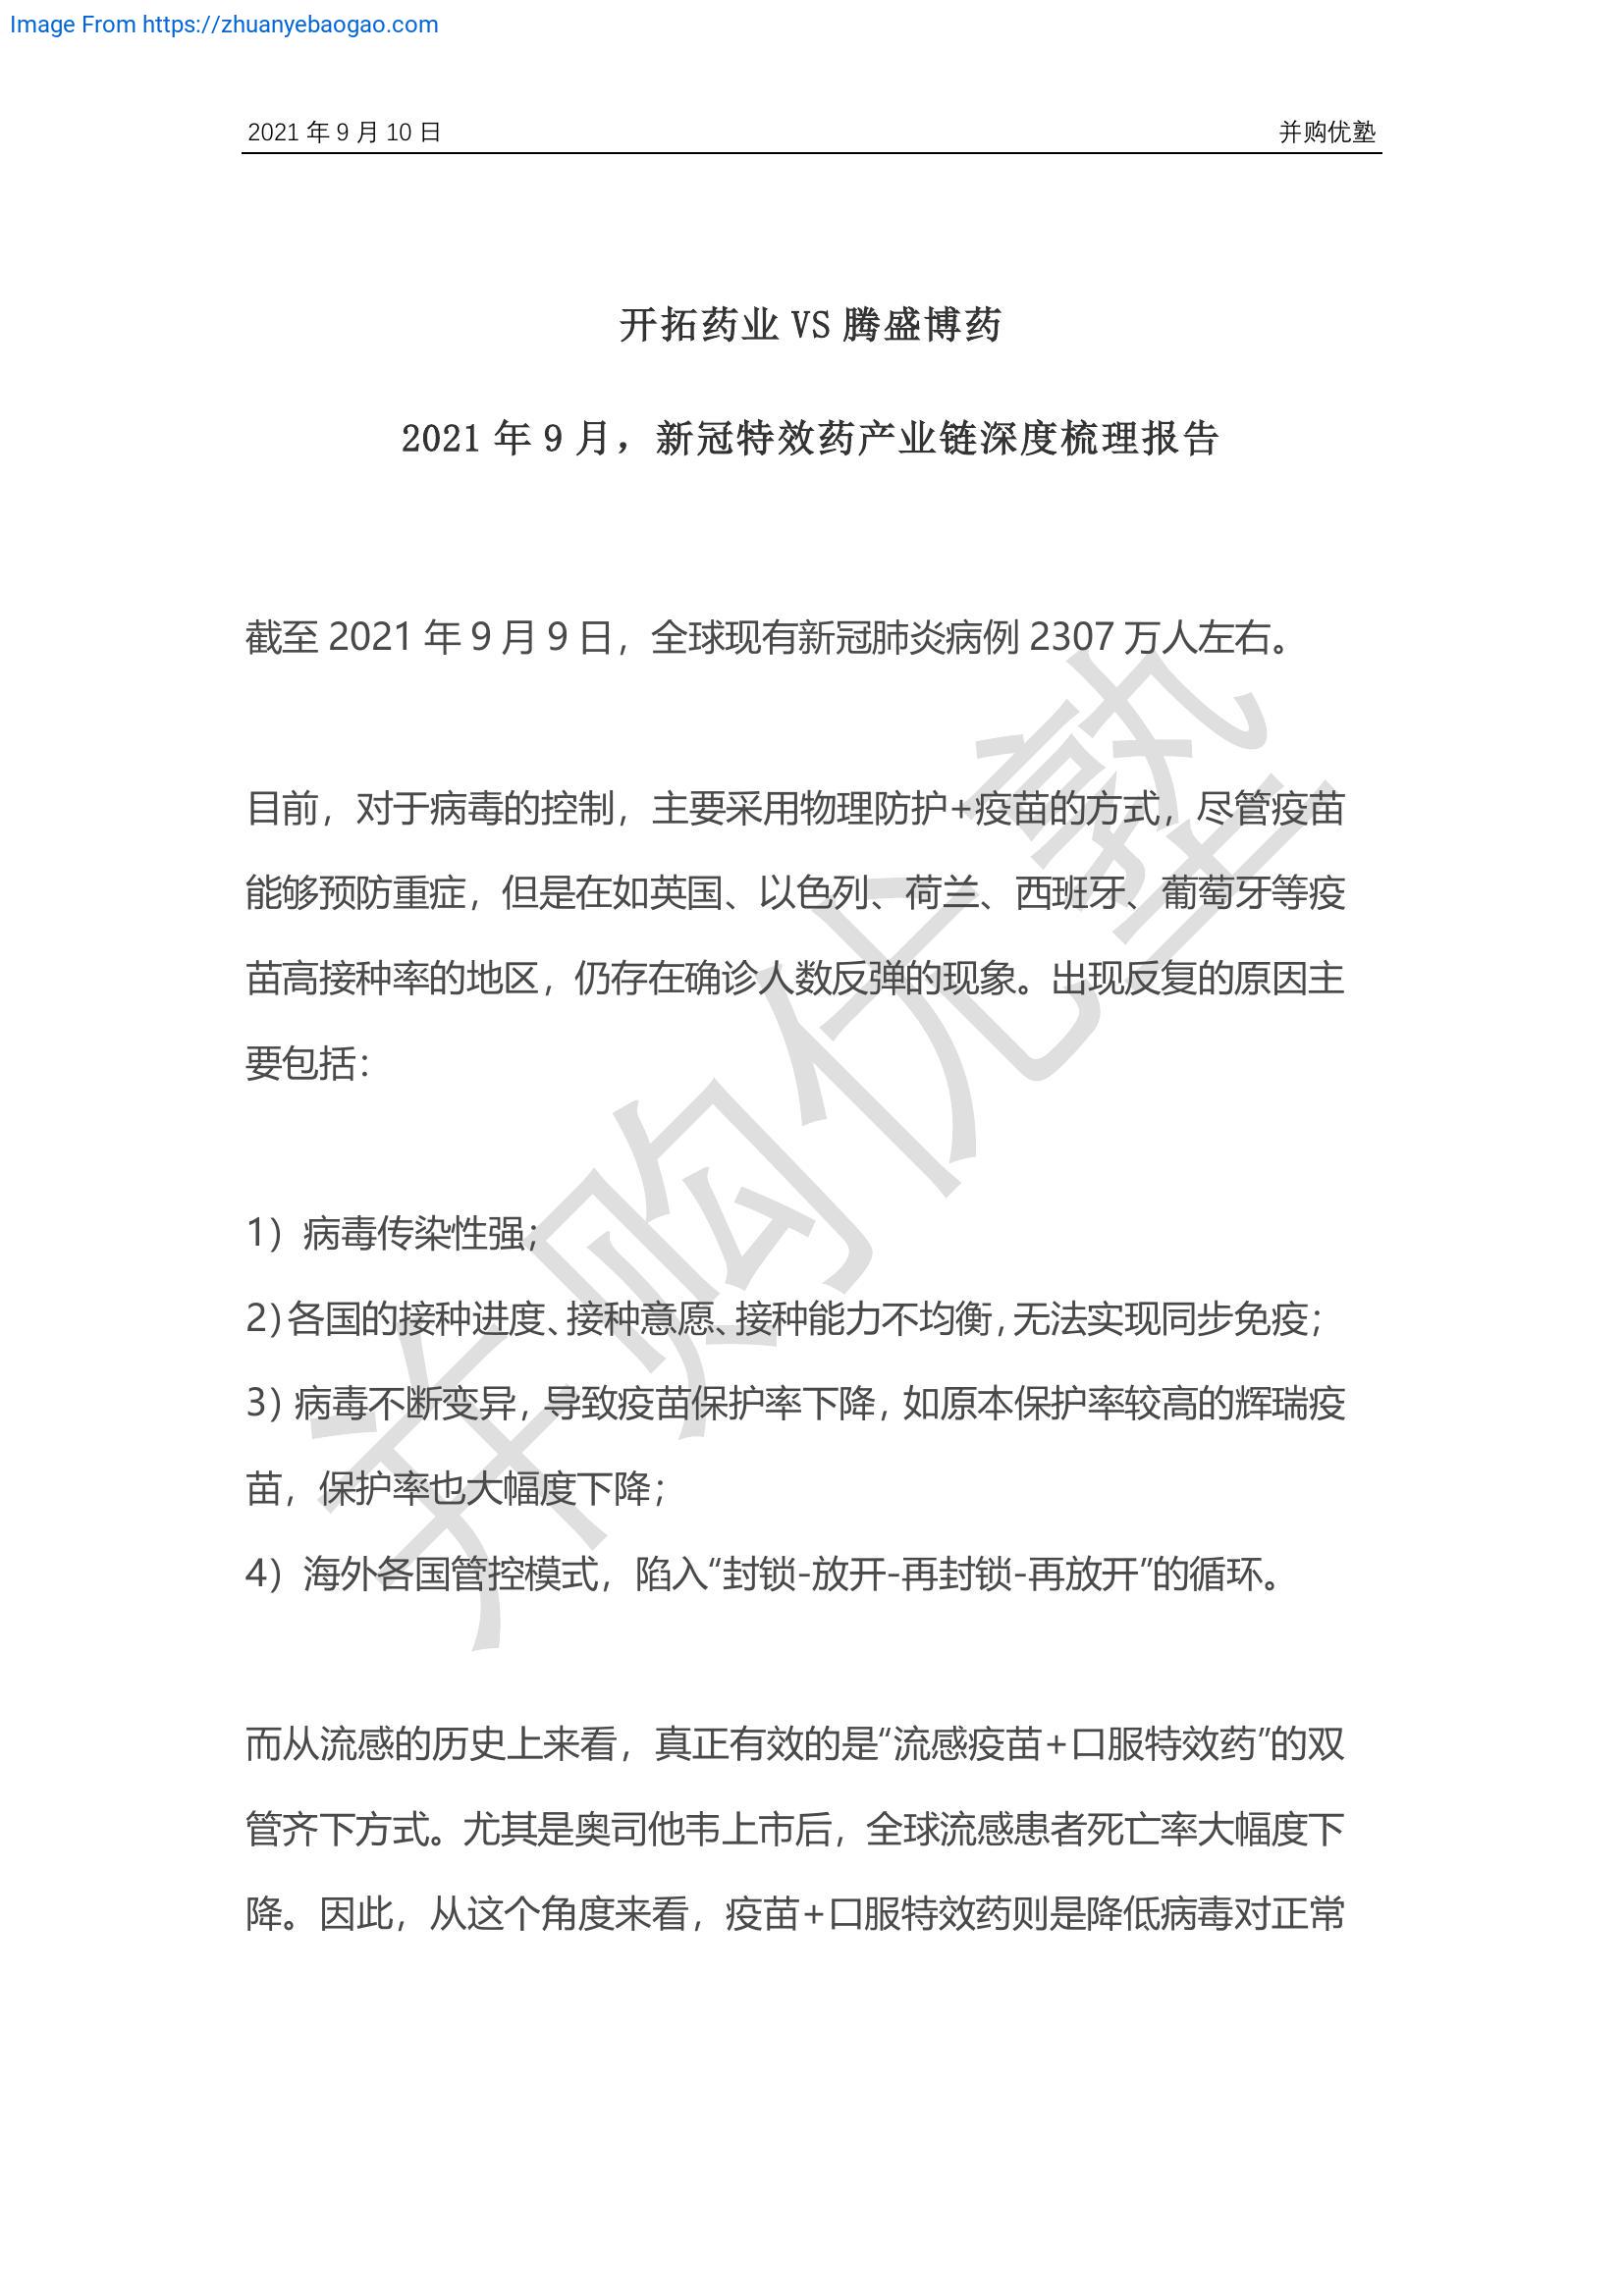 Image From https://zhuanyebaogao.com
2021 年 9 月 10 日 并购优塾
开拓药业 VS 腾盛博药
2021 年 9 月，新冠特效药产业链深度梳理报告
截至 2021 年 9 月 9 日，全球现有新冠肺炎病例 2307 万人左右。
目前，对于病毒的控制，主要采用物理防护+疫苗的方式，尽管疫苗
能够预防重症，但是在如英国、以色列、荷兰、西班牙、葡萄牙等疫
苗高接种率的地区，仍存在确诊人数反弹的现象。出现反复的原因主
要包括：
1）病毒传染性强；
2）各国的接种进度、接种意愿、接种能力不均衡，无法实现同步免疫；
3）病毒不断变异，导致疫苗保护率下降，如原本保护率较高的辉瑞疫
苗，保护率也大幅度下降；
4）海外各国管控模式，陷入“封锁-放开-再封锁-再放开”的循环。
而从流感的历史上来看，真正有效的是“流感疫苗+口服特效药”的双
管齐下方式。尤其是奥司他韦上市后，全球流感患者死亡率大幅度下
降。因此，从这个角度来看，疫苗+口服特效药则是降低病毒对正常
并购优塾